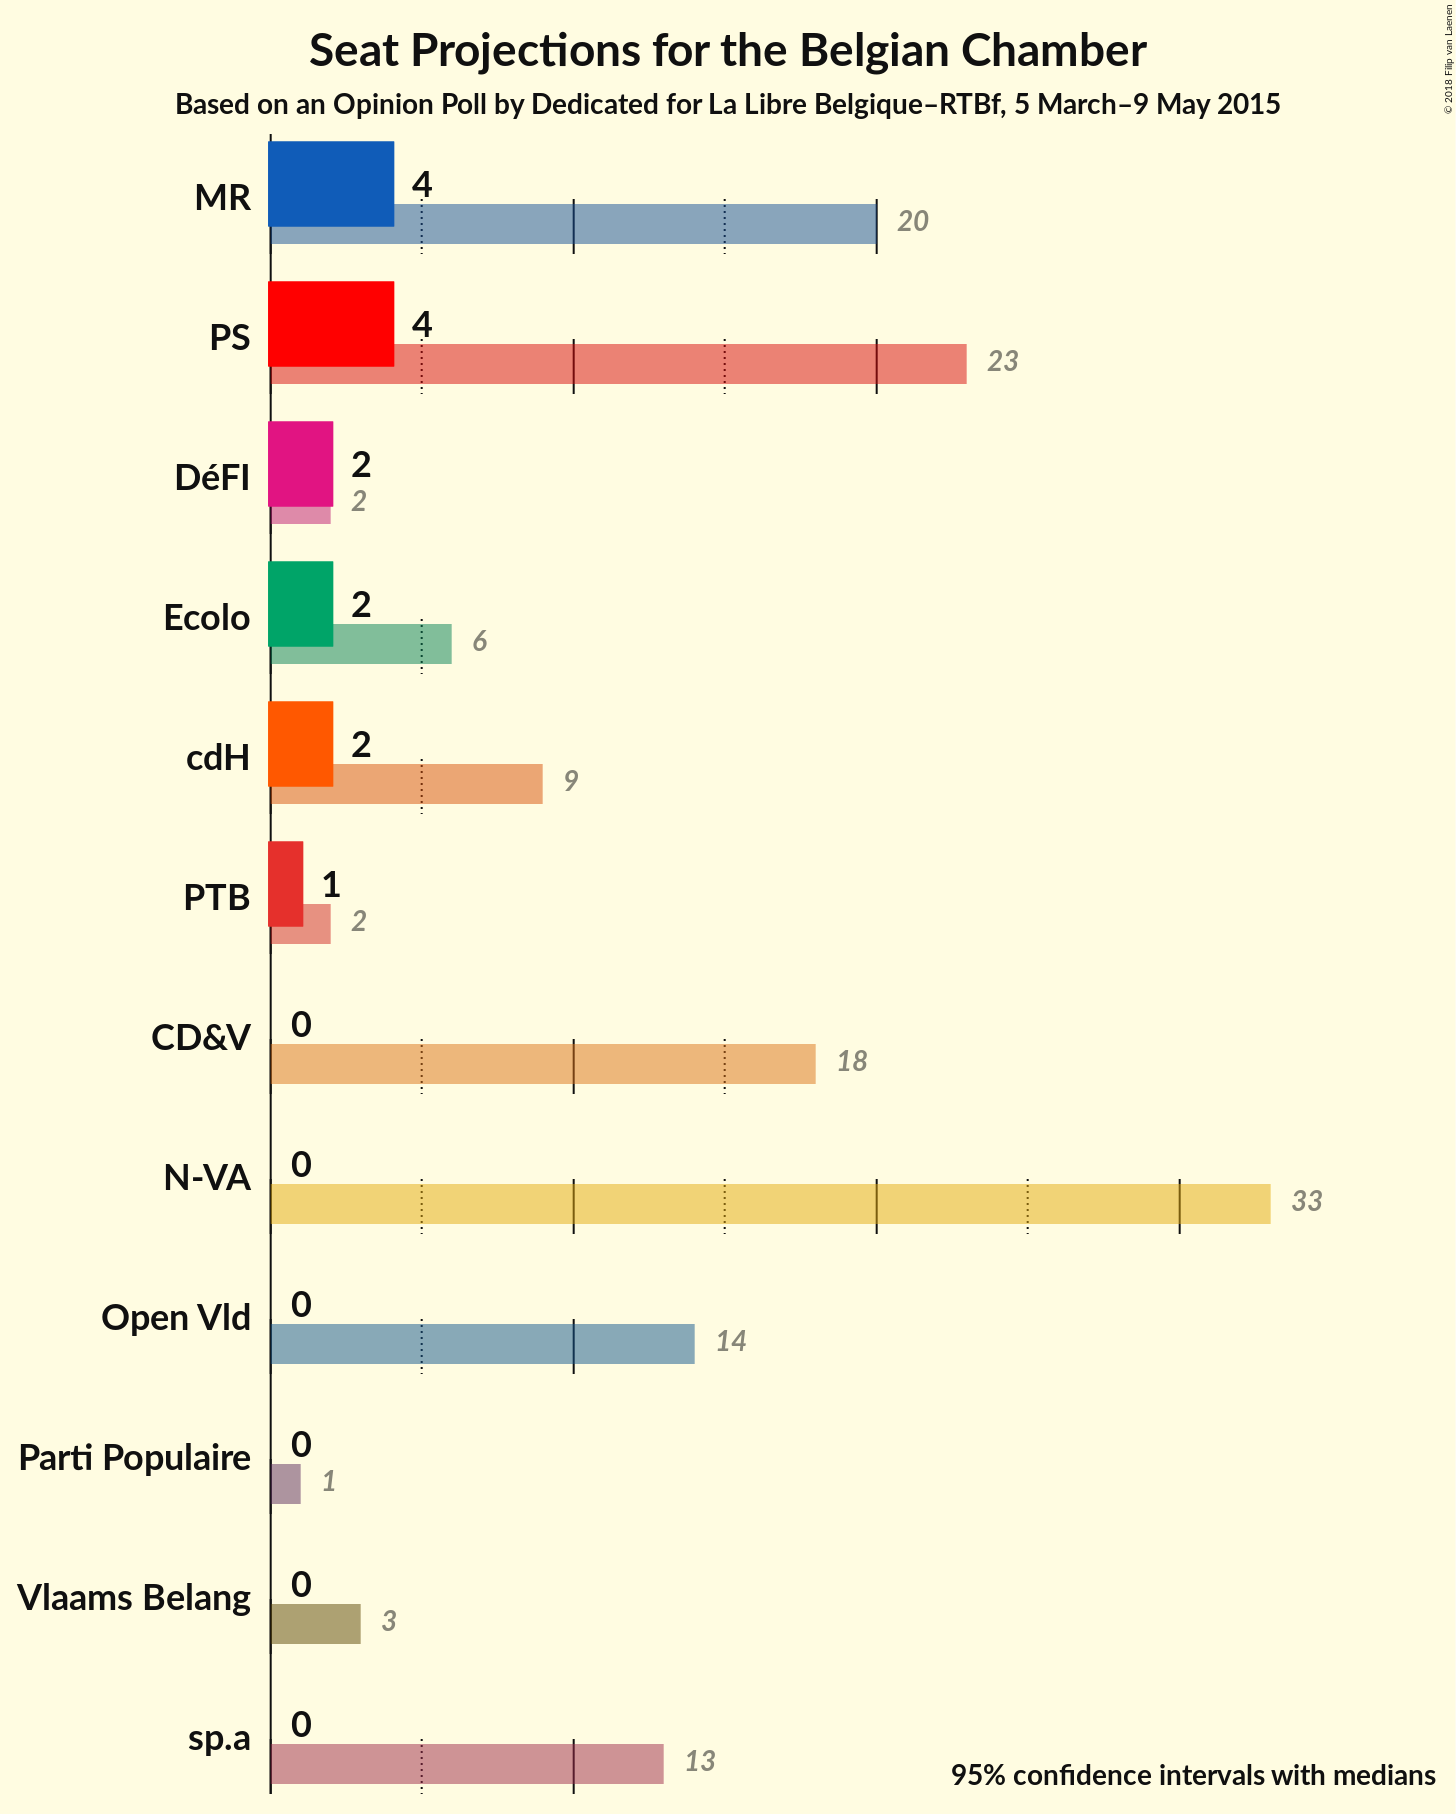 Seat Projections for the Belgian Chamber
Based on an Opinion Poll by Dedicated for La Libre Belgique–RTBf, 5 March–9 May 2015
© 2018 Filip van Laenen
MR
4
20
PS
4
23
DéFI
2
2
Ecolo
2
6
cdH
2
9
PTB
1
2
CD&V
0
18
N-VA
0
33
Open Vld
0
14
Parti Populaire
0
1
Vlaams Belang
0
3
sp.a
0
13
95% confidence intervals with medians